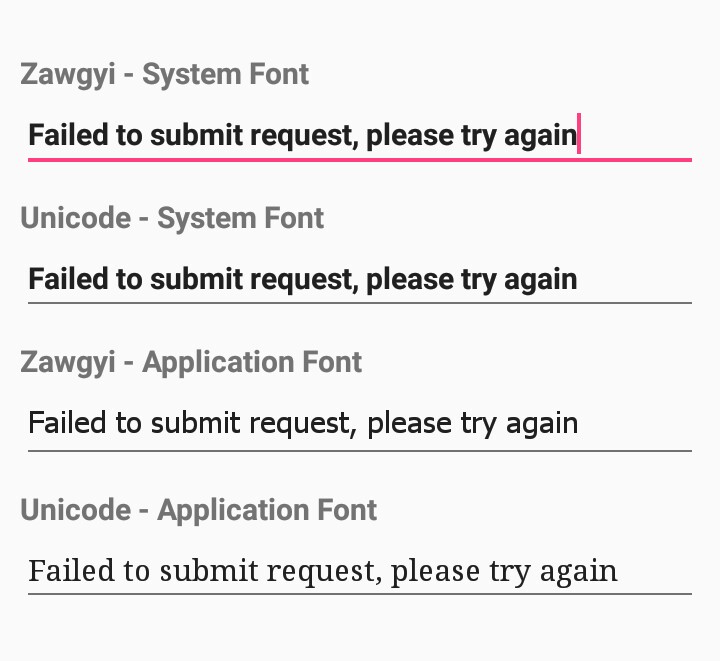 Zawgyi - System Font
Failed to submit request, please try again
Unicode - System Font
Failed to submit request, please try again
Zawgyi - Application Font
Failed to submit request, please try again
Unicode - Application Font
Failed to submit request, please try again